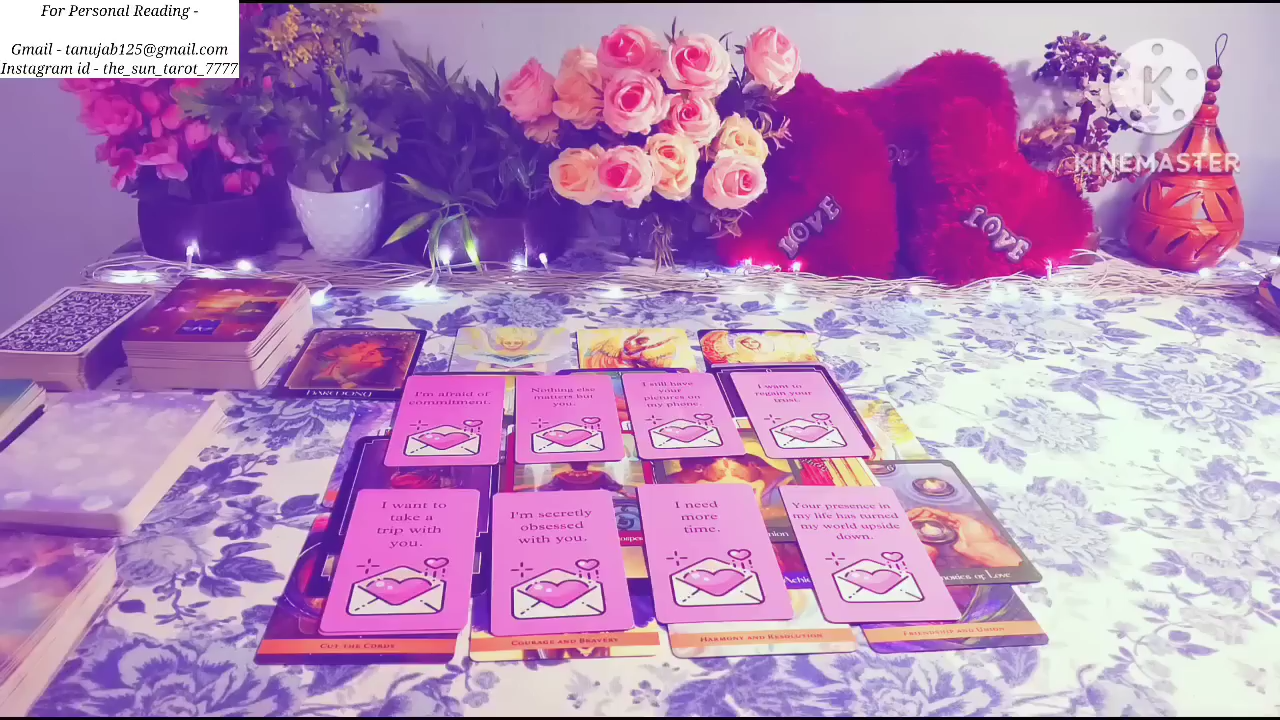 For Personal Reading -
Gmail - tanujab125@gmail.com
Instagram id - the_sun_tarot_7777
K
KINEMASTER
LOVE
LOVE
HARMONY
I'm afraid of
commitment.
Nothing else
matters but
you.
I still have
your
pictures on
my phone.
I want to
regain your
trust.
I want to
take a
trip with
you.
I'm secretly
obsessed
with you.
I need
more
time.
Your presence in
my life has turned
my world upside
down.
of Love
CUT THE CORDS
COURAGE AND BRAVERY
HARMONY AND RESOLUTION
FRIENDSHIP AND UNION